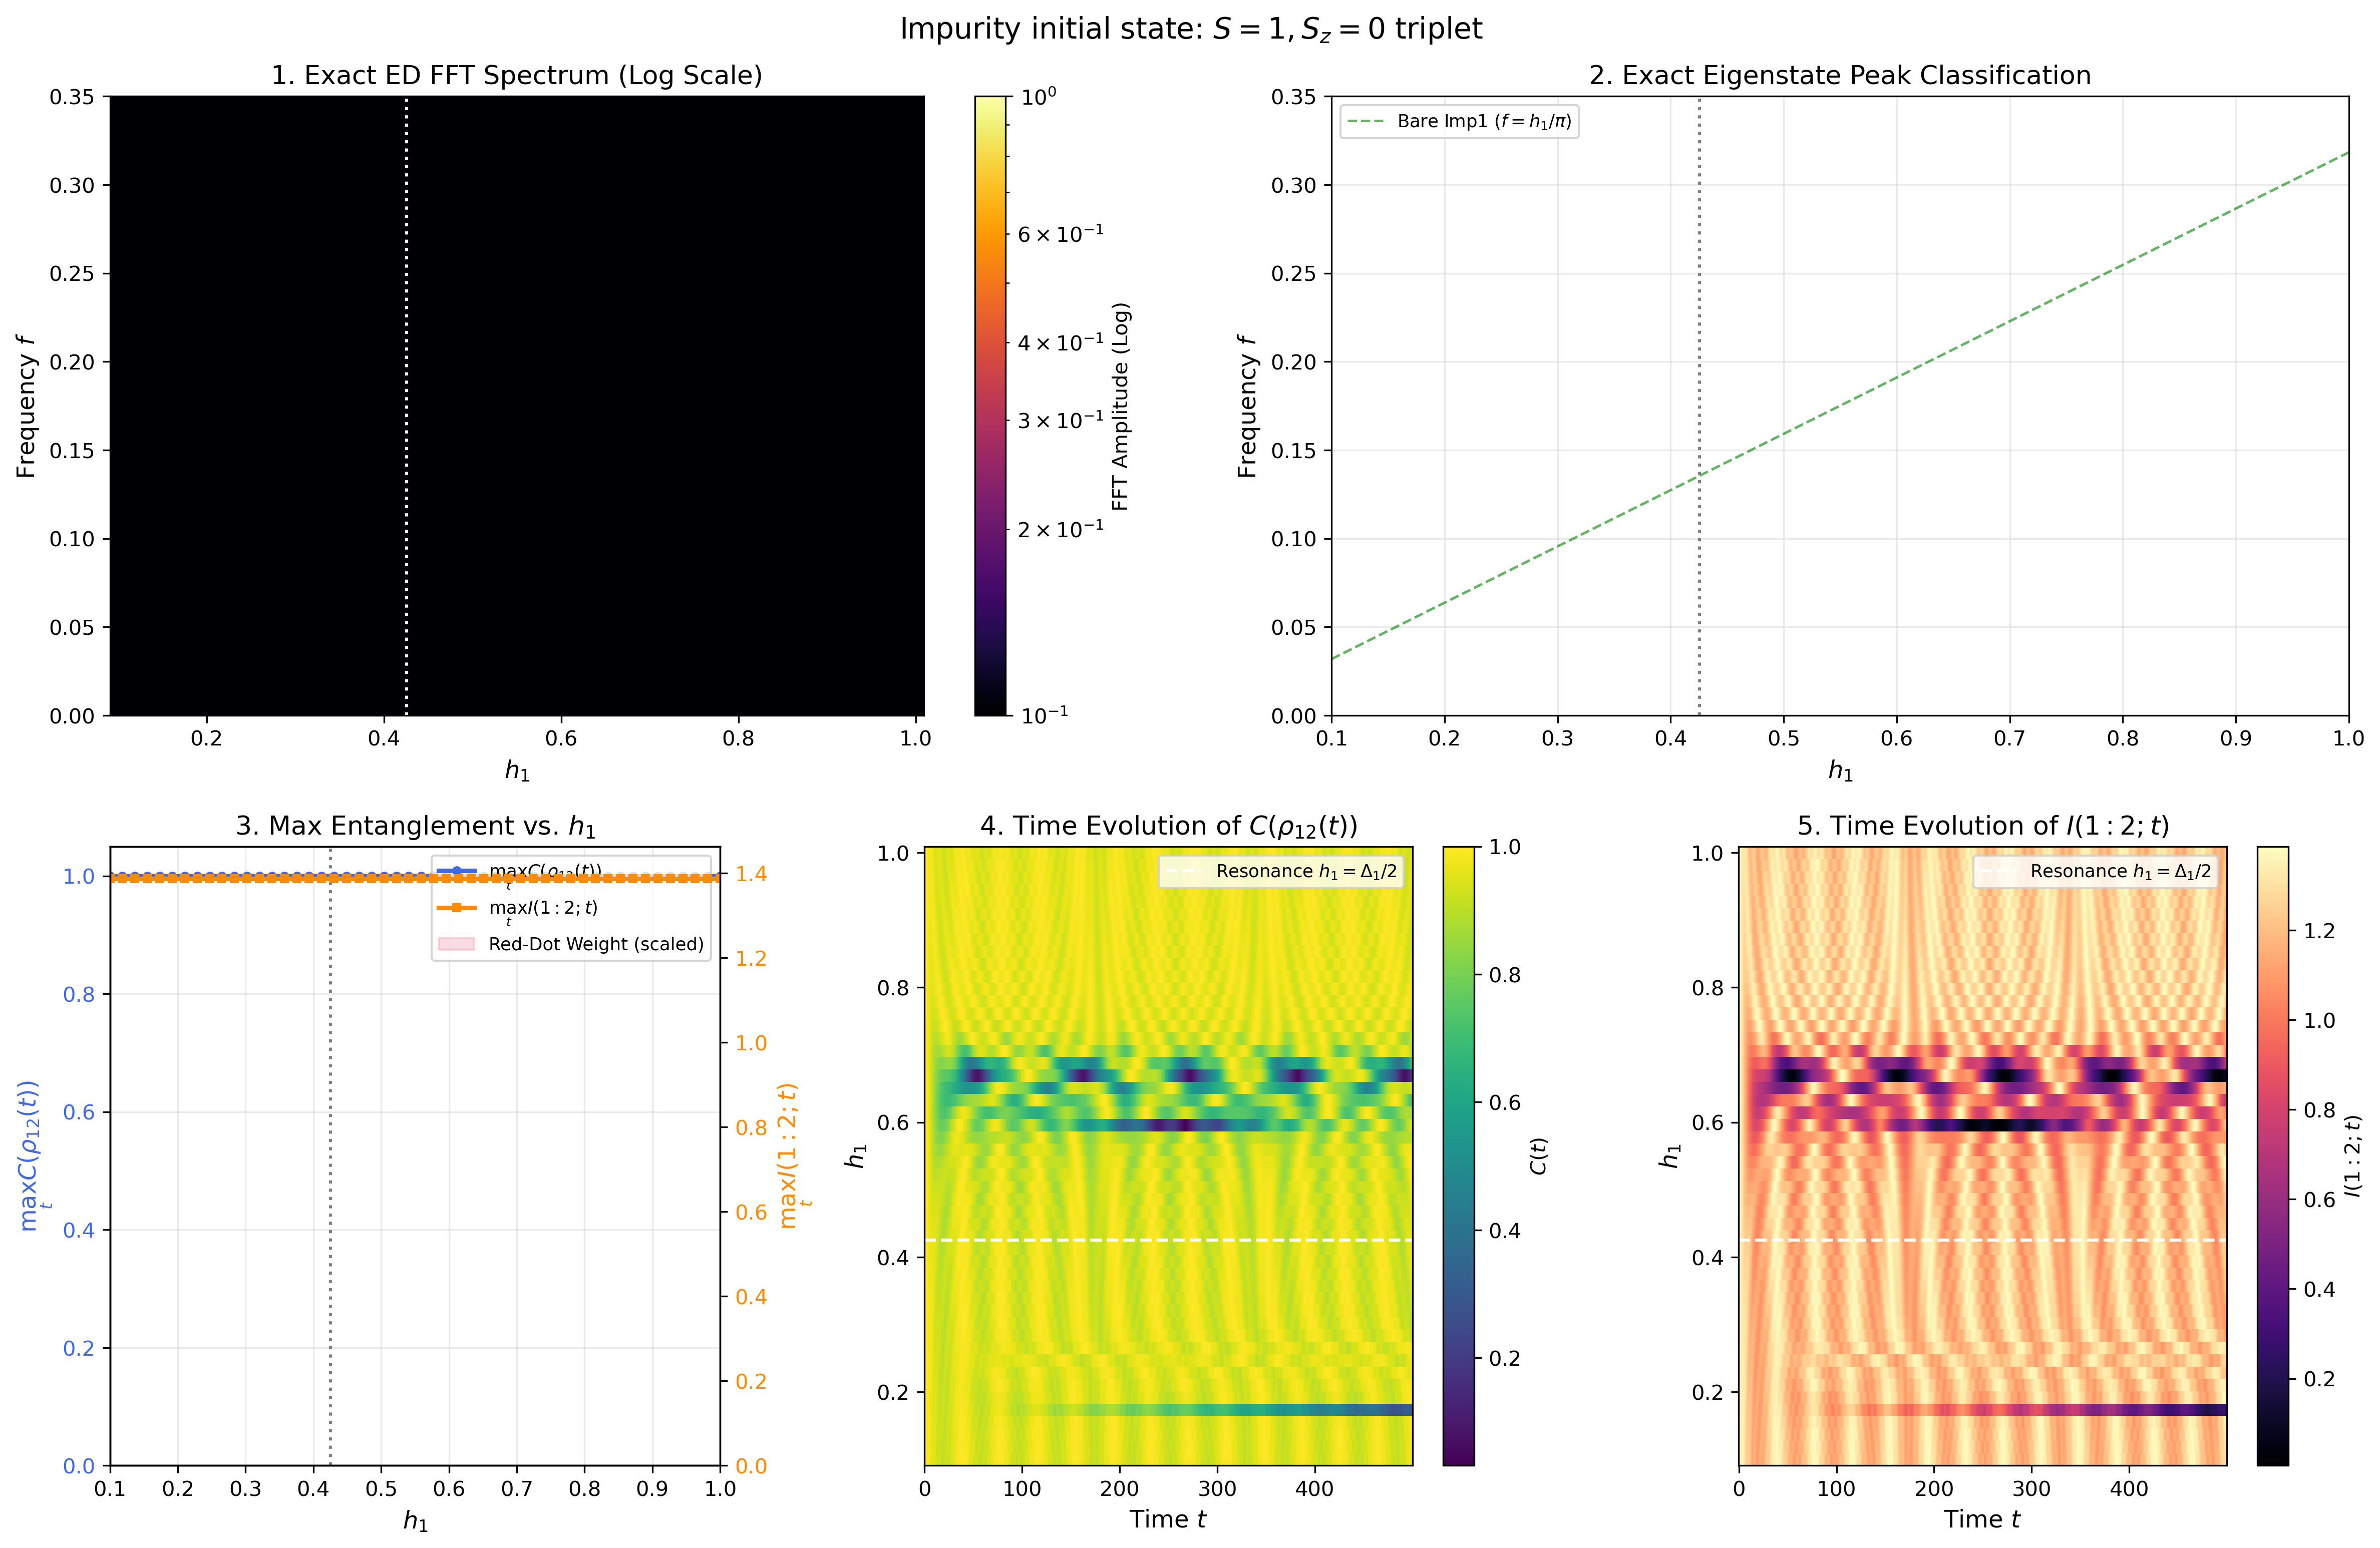 Impurity initial state: S = 1, S_z = 0 triplet
1. Exact ED FFT Spectrum (Log Scale)
Frequency f
0.35
0.30
0.25
0.20
0.15
0.10
0.05
0.00
0.2 0.4 0.6 0.8 1.0
h_1
10^0
6 × 10^{-1}
4 × 10^{-1}
3 × 10^{-1}
2 × 10^{-1}
10^{-1}
FFT Amplitude (Log)
2. Exact Eigenstate Peak Classification
Bare Imp1 (f = h_1/π)
Frequency f
0.35
0.30
0.25
0.20
0.15
0.10
0.05
0.00
0.1 0.2 0.3 0.4 0.5 0.6 0.7 0.8 0.9 1.0
h_1
3. Max Entanglement vs. h_1
max_t C(ρ_{12}(t))
max_t I(1 : 2; t)
Red-Dot Weight (scaled)
max_t C(ρ_{12}(t))
1.0
0.8
0.6
0.4
0.2
0.0
0.1 0.2 0.3 0.4 0.5 0.6 0.7 0.8 0.9 1.0
h_1
1.4
1.2
1.0
0.8
0.6
0.4
0.2
0.0
max_t I(1 : 2; t)
4. Time Evolution of C(ρ_{12}(t))
Resonance h_1 = Δ_1/2
h_1
1.0
0.8
0.6
0.4
0.2
0 100 200 300 400
Time t
1.0
0.8
0.6
0.4
0.2
C(t)
5. Time Evolution of I(1 : 2; t)
Resonance h_1 = Δ_1/2
h_1
1.0
0.8
0.6
0.4
0.2
0 100 200 300 400
Time t
1.2
1.0
0.8
0.6
0.4
0.2
I(1 : 2; t)